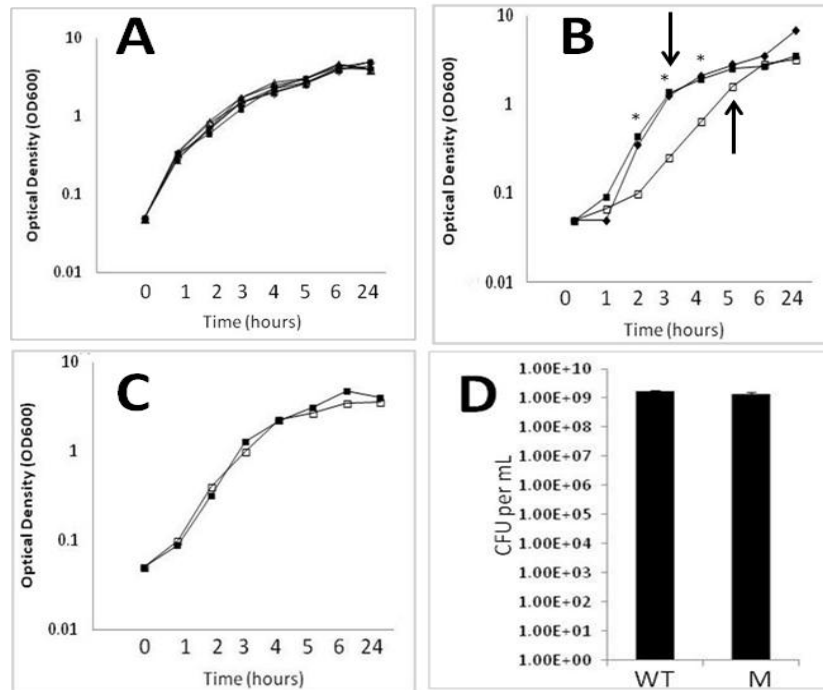 A
Optical Density (OD600)
10
1
0.1
0.01
0 1 2 3 4 5 6 24
Time (hours)
B
Optical Density (OD600)
10
1
0.1
0.01
* * *
0 1 2 3 4 5 6 24
Time (hours)
C
Optical Density (OD600)
10
1
0.1
0.01
0 1 2 3 4 5 6 24
Time (hours)
D
CFU per mL
1.00E+10
1.00E+09
1.00E+08
1.00E+07
1.00E+06
1.00E+05
1.00E+04
1.00E+03
1.00E+02
1.00E+01
1.00E+00
WT M